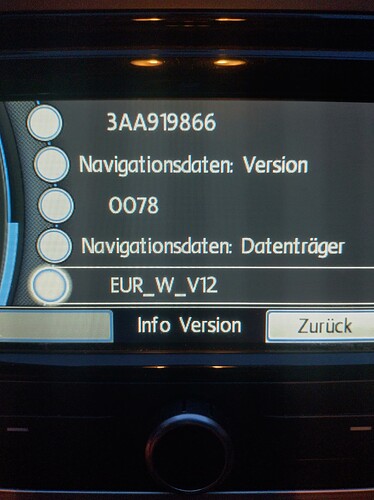 3AA919866
Navigationsdaten: Version
0078
Navigationsdaten: Datenträger
EUR_W_V12
Info Version
Zurück